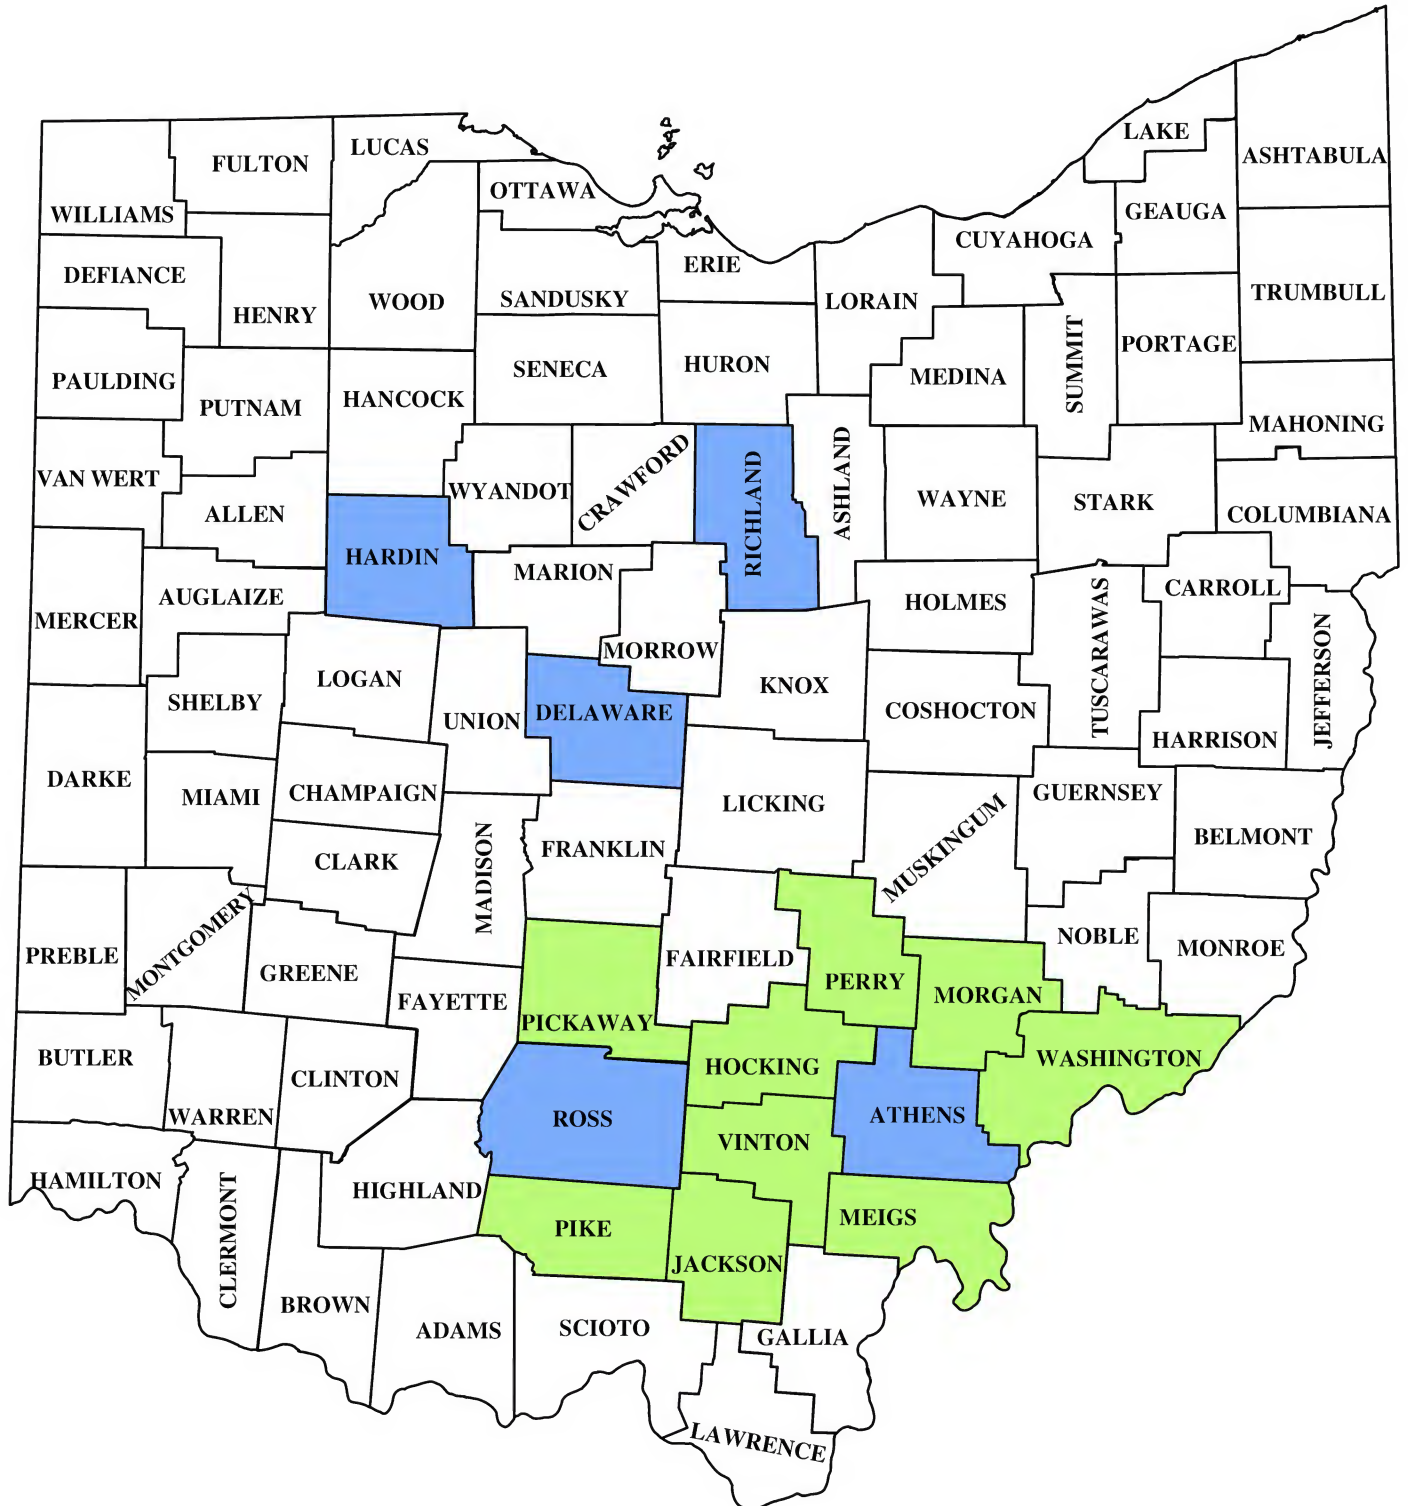 LAKE
ASHTABULA
LUCAS
FULTON
OTTAWA
WILLIAMS
GEAUGA
CUYAHOGA
ERIE
DEFIANCE
WOOD
SANDUSKY
LORAIN
TRUMBULL
HENRY
SUMMIT
PORTAGE
SENECA
HURON
MEDINA
PAULDING
PUTNAM
HANCOCK
MAHONING
VAN WERT
WYANDOT
CRAWFORD
RICHLAND
ASHLAND
WAYNE
STARK
ALLEN
COLUMBIANA
HARDIN
MARION
AUGLAIZE
CARROLL
HOLMES
MERCER
TUSCARAWAS
JEFFERSON
MORROW
LOGAN
KNOX
SHELBY
UNION
DELAWARE
COSHOCTON
HARRISON
DARKE
MIAMI
CHAMPAIGN
LICKING
GUERNSEY
MUSKINGUM
BELMONT
CLARK
MADISON
FRANKLIN
MONTGOMERY
PREBLE
GREENE
FAIRFIELD
NOBLE
MONROE
FAYETTE
PERRY
MORGAN
PICKAWAY
BUTLER
CLINTON
HOCKING
WASHINGTON
WARREN
ROSS
ATHENS
VINTON
HAMILTON
HIGHLAND
CLERMONT
PIKE
MEIGS
JACKSON
BROWN
ADAMS
SCIOTO
GALLIA
LAWRENCE